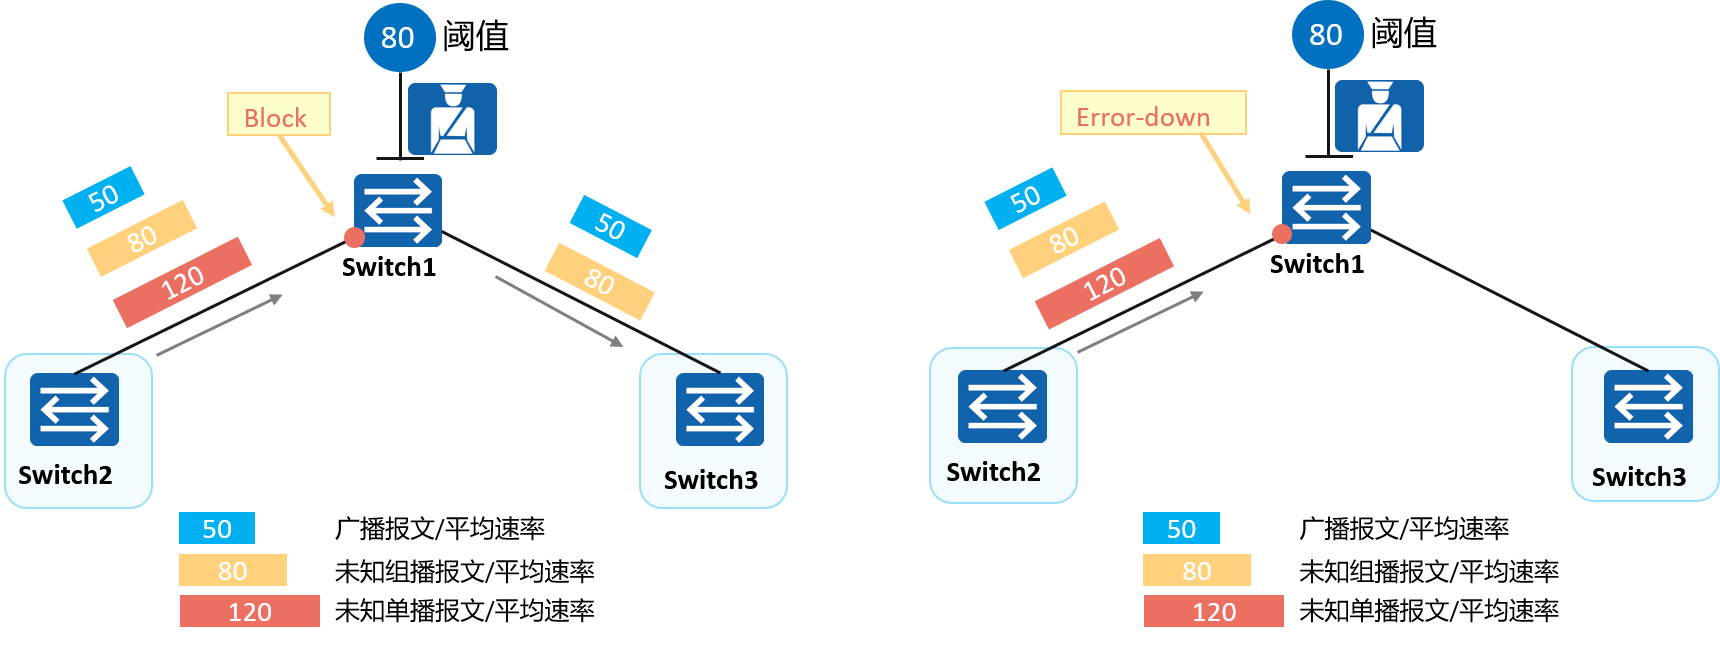 80 阈值
Block
50
80
120
50
80
Switch1
Switch2
Switch3
50 广播报文/平均速率
80 未知组播报文/平均速率
120 未知单播报文/平均速率
80 阈值
Error-down
50
80
120
Switch1
Switch2
Switch3
50 广播报文/平均速率
80 未知组播报文/平均速率
120 未知单播报文/平均速率